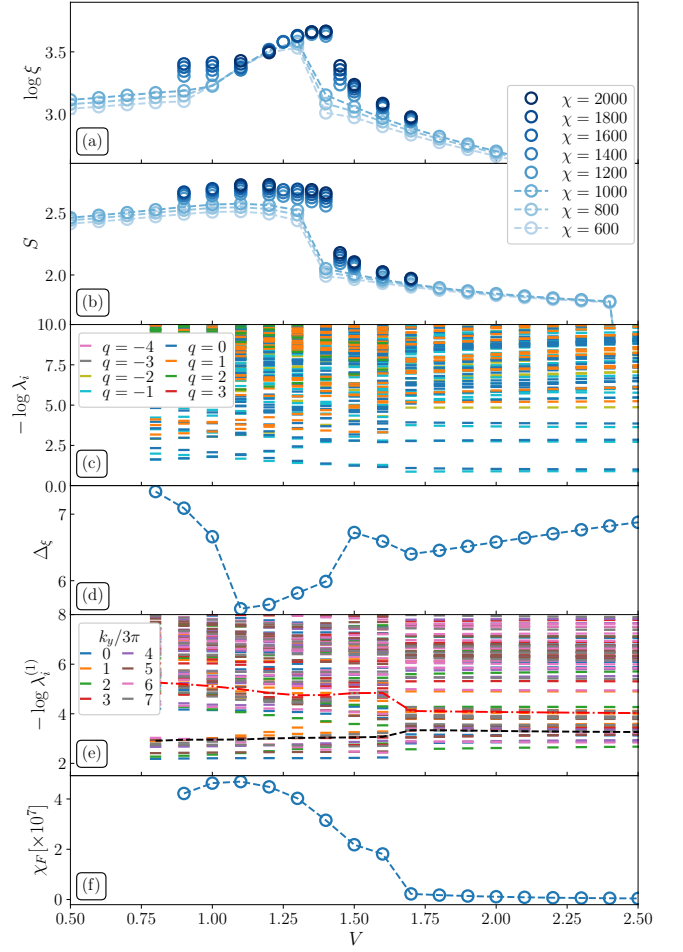 log ξ
3.5
3.0
(a)
χ = 2000
χ = 1800
χ = 1600
χ = 1400
χ = 1200
χ = 1000
χ = 800
χ = 600
S
2.5
2.0
(b)
− log λ_i
10.0
7.5
5.0
2.5
0.0
q = −4
q = −3
q = −2
q = −1
q = 0
q = 1
q = 2
q = 3
(c)
Δ_ξ
7
6
(d)
− log λ_i^{(1)}
8
6
4
2
k_y/3π
0
1
2
3
4
5
6
7
(e)
χ_F [×10^7]
4
2
0
(f)
0.50 0.75 1.00 1.25 1.50 1.75 2.00 2.25 2.50
V